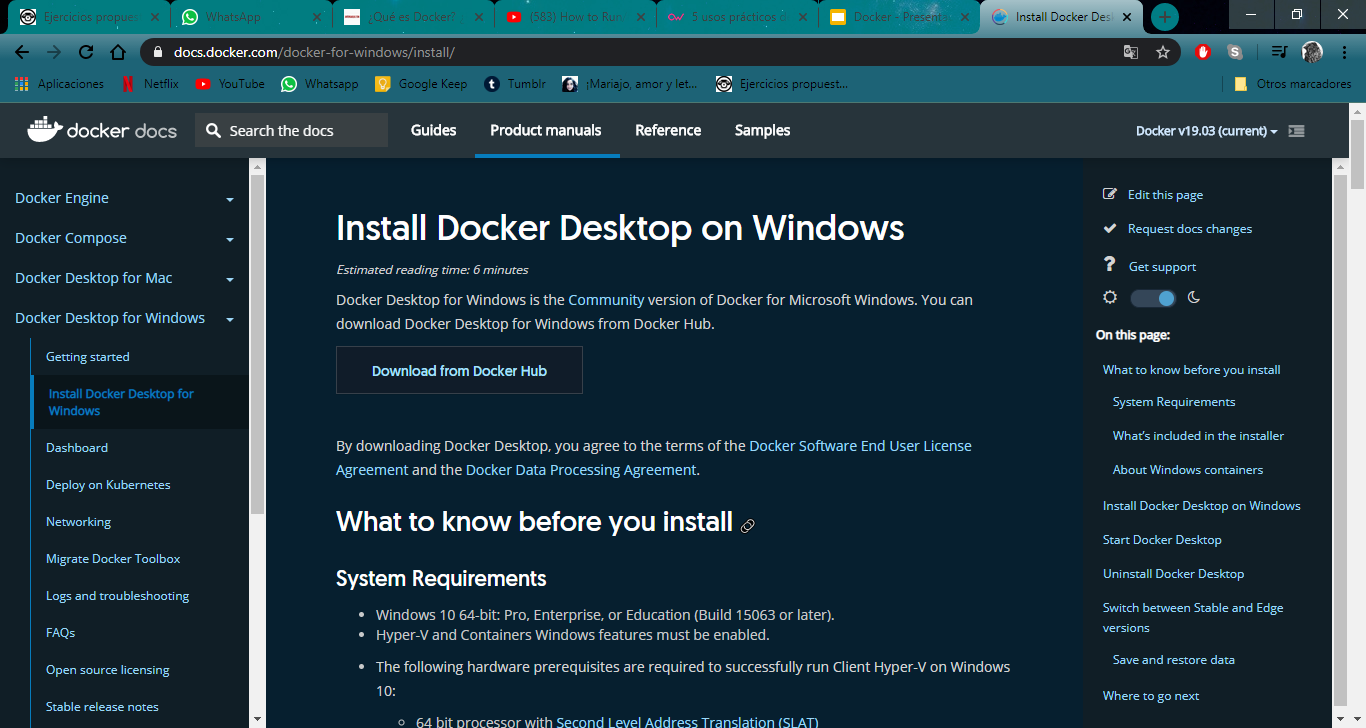 Ejercicios propues
WhatsApp
¿Qué es Docker?
(583) How to Run
5 usos prácticos d
Docker - Presenta
Install Docker Desk
docs.docker.com/docker-for-windows/install/
Aplicaciones
Netflix
YouTube
Whatsapp
Google Keep
Tumblr
¡Mariajo, amor y let...
Ejercicios propuest...
Otros marcadores
docker docs
Search the docs
Guides
Product manuals
Reference
Samples
Docker v19.03 (current)
Docker Engine
Docker Compose
Docker Desktop for Mac
Docker Desktop for Windows
Getting started
Install Docker Desktop for
Windows
Dashboard
Deploy on Kubernetes
Networking
Migrate Docker Toolbox
Logs and troubleshooting
FAQs
Open source licensing
Stable release notes
Install Docker Desktop on Windows
Estimated reading time: 6 minutes
Docker Desktop for Windows is the Community version of Docker for Microsoft Windows. You can
download Docker Desktop for Windows from Docker Hub.
Download from Docker Hub
By downloading Docker Desktop, you agree to the terms of the Docker Software End User License
Agreement and the Docker Data Processing Agreement.
What to know before you install
System Requirements
• Windows 10 64-bit: Pro, Enterprise, or Education (Build 15063 or later).
• Hyper-V and Containers Windows features must be enabled.
• The following hardware prerequisites are required to successfully run Client Hyper-V on Windows
10:
◦ 64 bit processor with Second Level Address Translation (SLAT)
Edit this page
Request docs changes
Get support
On this page:
What to know before you install
System Requirements
What's included in the installer
About Windows containers
Install Docker Desktop on Windows
Start Docker Desktop
Uninstall Docker Desktop
Switch between Stable and Edge
versions
Save and restore data
Where to go next